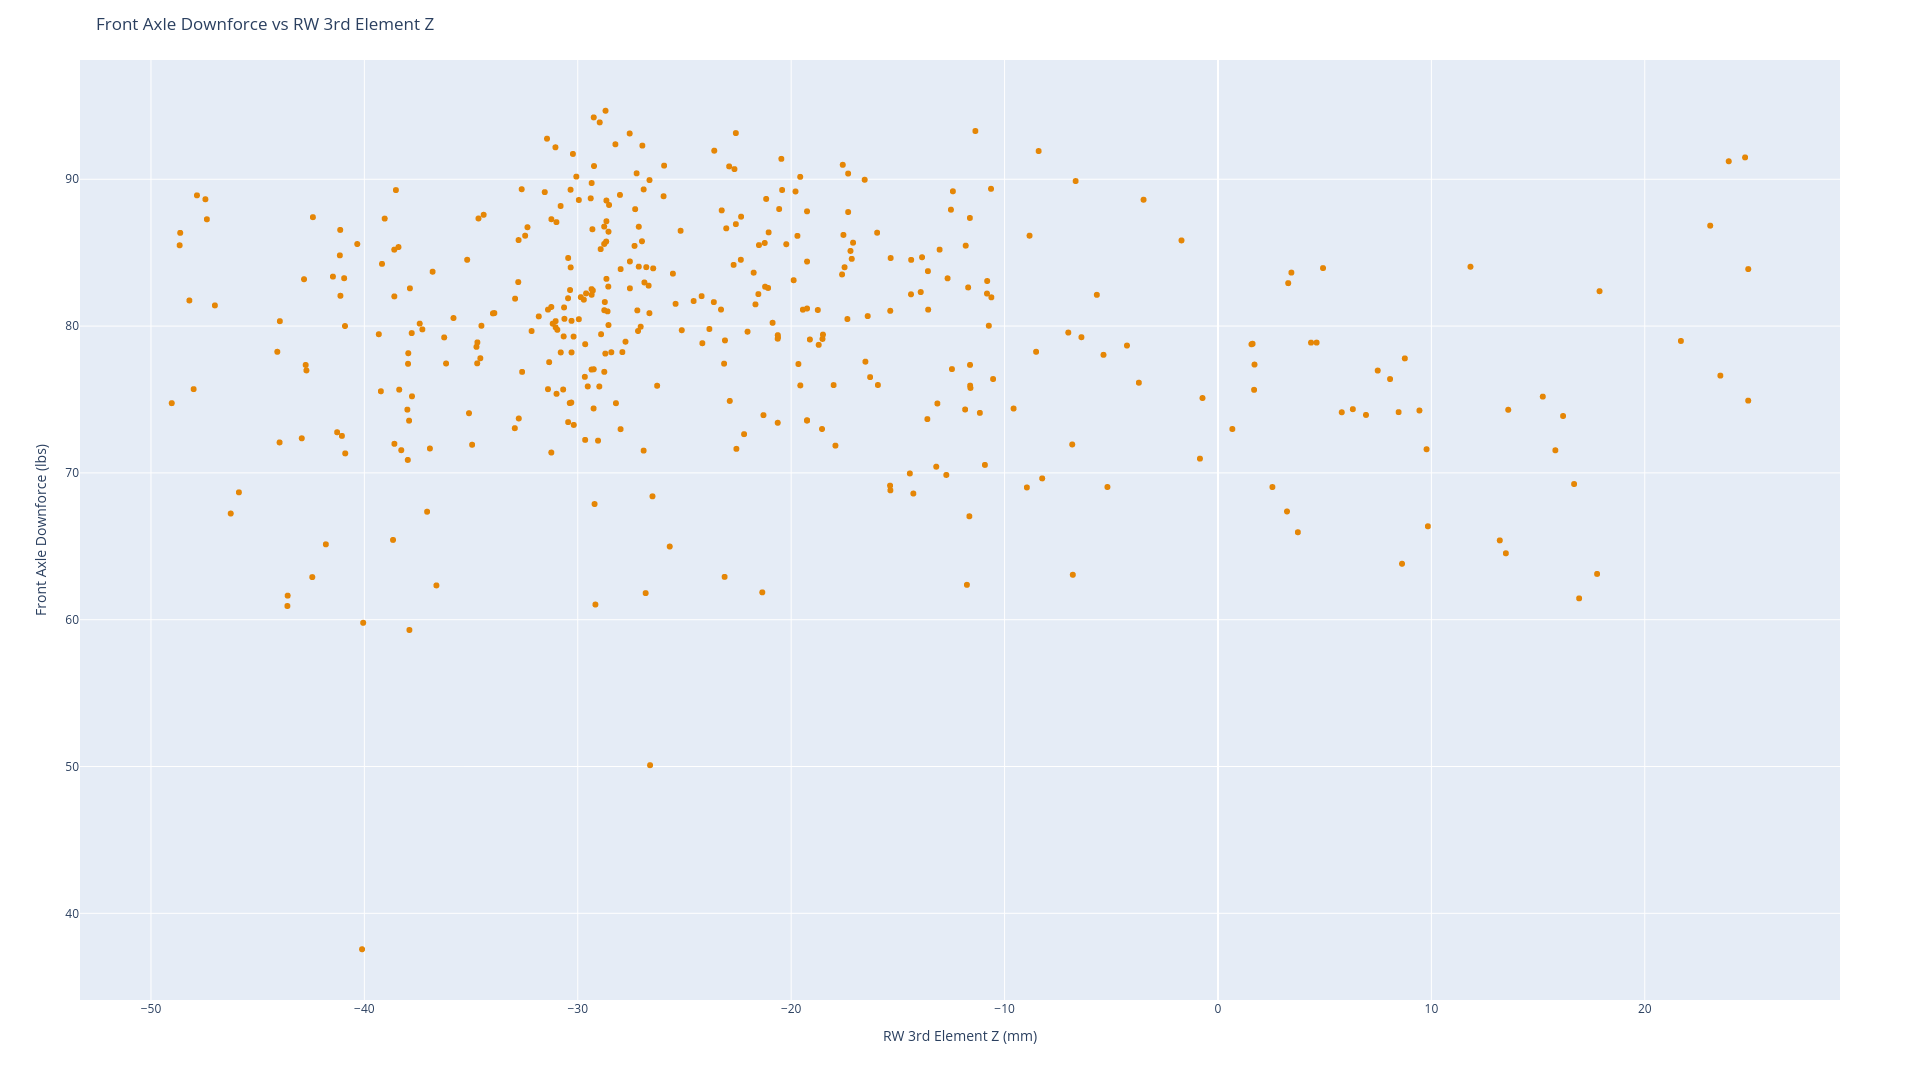 Front Axle Downforce vs RW 3rd Element Z
Front Axle Downforce (lbs)
90
80
70
60
50
40
−50 −40 −30 −20 −10 0 10 20
RW 3rd Element Z (mm)